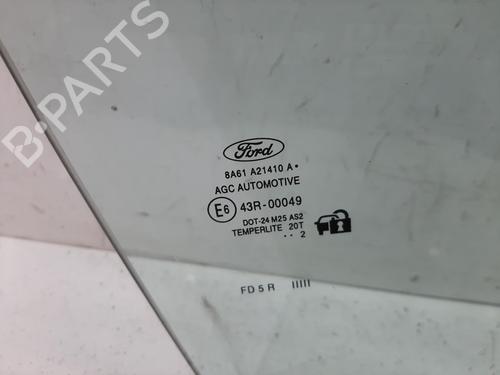 B-PARTS
Ford
8A61 A21410 A•
AGC AUTOMOTIVE
E6 43R-00049
DOT-24 M25 AS2
TEMPERLITE 20T
·· 2
FD 5 R IIIII